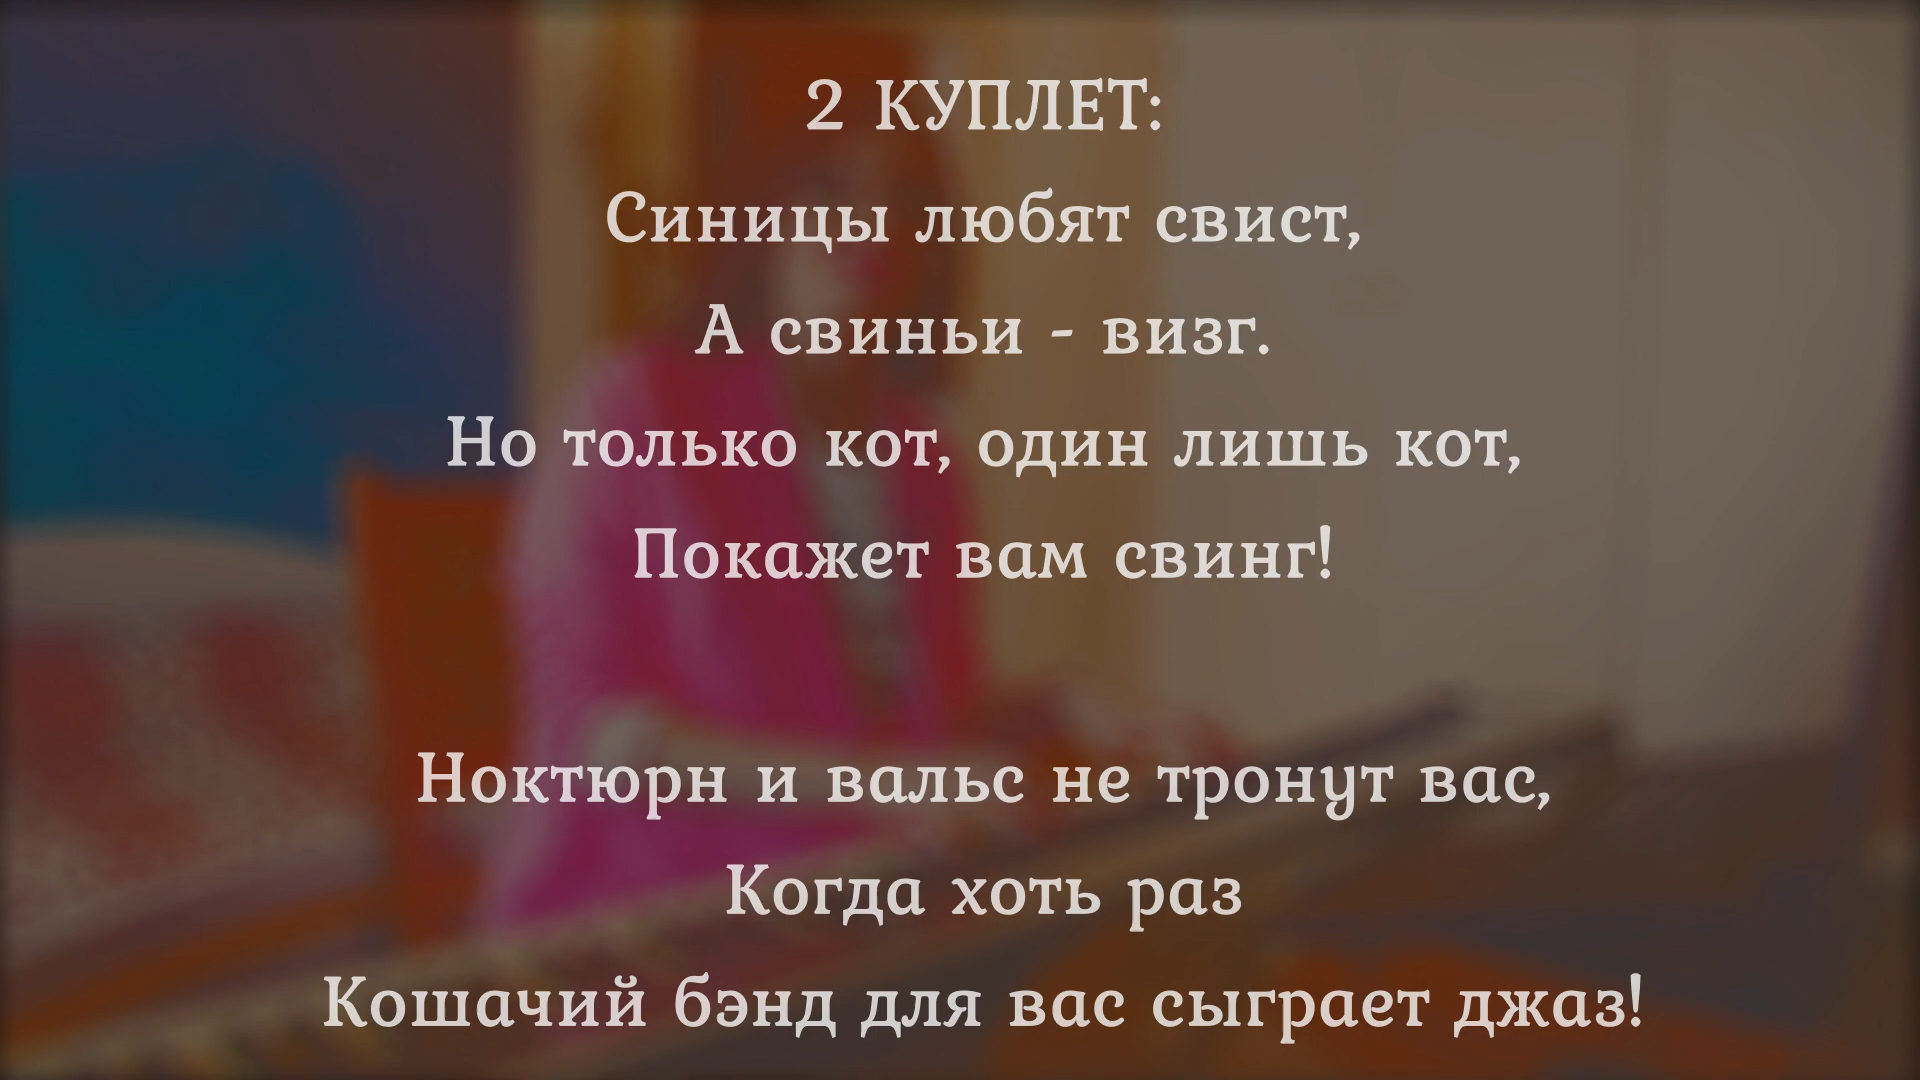 2 КУПЛЕТ:
Синицы любят свист,
А свиньи - визг.
Но только кот, один лишь кот,
Покажет вам свинг!
Ноктюрн и вальс не тронут вас,
Когда хоть раз
Кошачий бэнд для вас сыграет джаз!